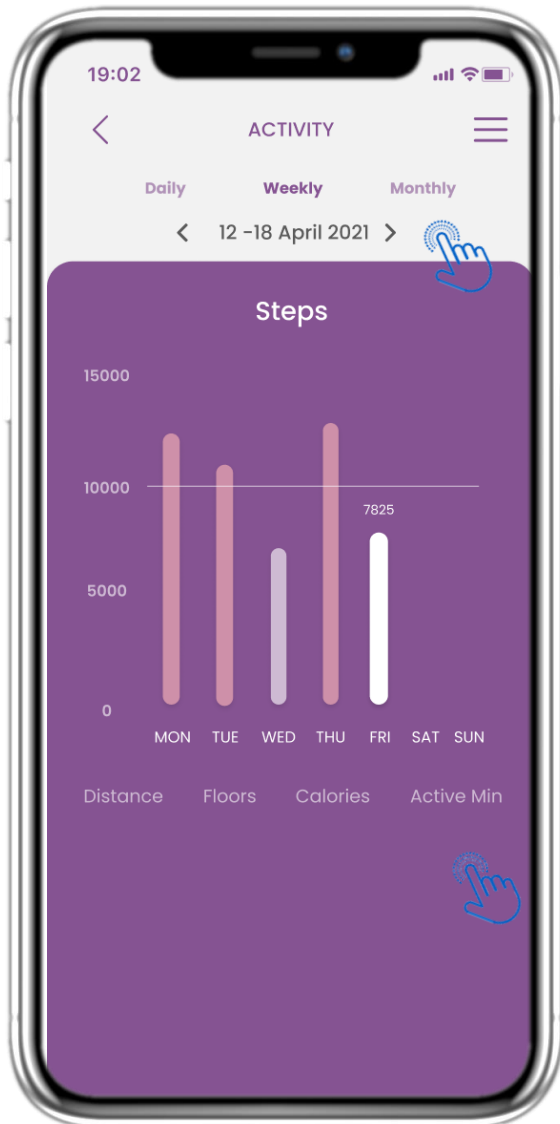 19:02
ACTIVITY
Daily Weekly Monthly
12 -18 April 2021
Steps
15000
10000
7825
5000
0
MON TUE WED THU FRI SAT SUN
Distance Floors Calories Active Min